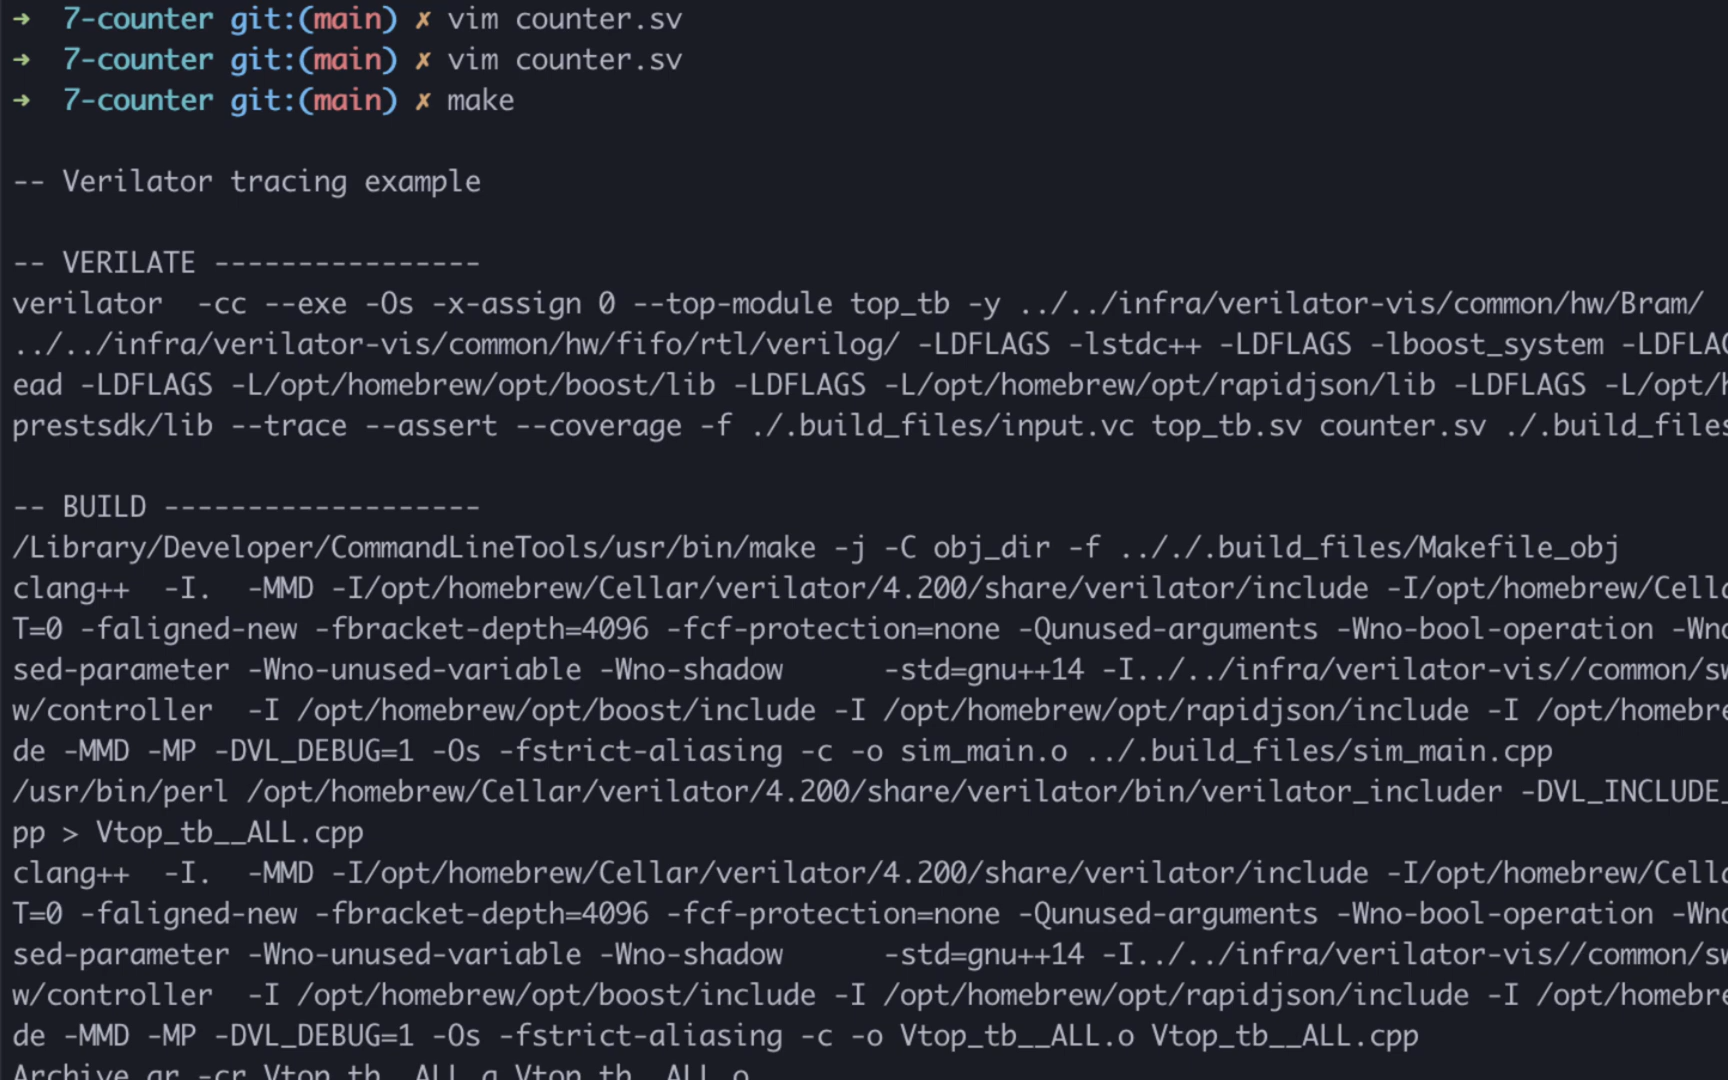 ➜ 7-counter git:(main) ✗ vim counter.sv
➜ 7-counter git:(main) ✗ vim counter.sv
➜ 7-counter git:(main) ✗ make
-- Verilator tracing example
-- VERILATE ----------------
verilator  -cc --exe -Os -x-assign 0 --top-module top_tb -y ../../infra/verilator-vis/common/hw/Bram/
../../infra/verilator-vis/common/hw/fifo/rtl/verilog/ -LDFLAGS -lstdc++ -LDFLAGS -lboost_system -LDFLAG
ead -LDFLAGS -L/opt/homebrew/opt/boost/lib -LDFLAGS -L/opt/homebrew/opt/rapidjson/lib -LDFLAGS -L/opt/h
prestsdk/lib --trace --assert --coverage -f ./.build_files/input.vc top_tb.sv counter.sv ./.build_files
-- BUILD -------------------
/Library/Developer/CommandLineTools/usr/bin/make -j -C obj_dir -f .././.build_files/Makefile_obj
clang++  -I.  -MMD -I/opt/homebrew/Cellar/verilator/4.200/share/verilator/include -I/opt/homebrew/Cella
T=0 -faligned-new -fbracket-depth=4096 -fcf-protection=none -Qunused-arguments -Wno-bool-operation -Wno
sed-parameter -Wno-unused-variable -Wno-shadow      -std=gnu++14 -I../../infra/verilator-vis//common/sw
w/controller  -I /opt/homebrew/opt/boost/include -I /opt/homebrew/opt/rapidjson/include -I /opt/homebre
de -MMD -MP -DVL_DEBUG=1 -Os -fstrict-aliasing -c -o sim_main.o ../.build_files/sim_main.cpp
/usr/bin/perl /opt/homebrew/Cellar/verilator/4.200/share/verilator/bin/verilator_includer -DVL_INCLUDE_
pp > Vtop_tb__ALL.cpp
clang++  -I.  -MMD -I/opt/homebrew/Cellar/verilator/4.200/share/verilator/include -I/opt/homebrew/Cella
T=0 -faligned-new -fbracket-depth=4096 -fcf-protection=none -Qunused-arguments -Wno-bool-operation -Wno
sed-parameter -Wno-unused-variable -Wno-shadow      -std=gnu++14 -I../../infra/verilator-vis//common/sw
w/controller  -I /opt/homebrew/opt/boost/include -I /opt/homebrew/opt/rapidjson/include -I /opt/homebre
de -MMD -MP -DVL_DEBUG=1 -Os -fstrict-aliasing -c -o Vtop_tb__ALL.o Vtop_tb__ALL.cpp
Archive ar -cr Vtop_tb__ALL.a Vtop_tb__ALL.o